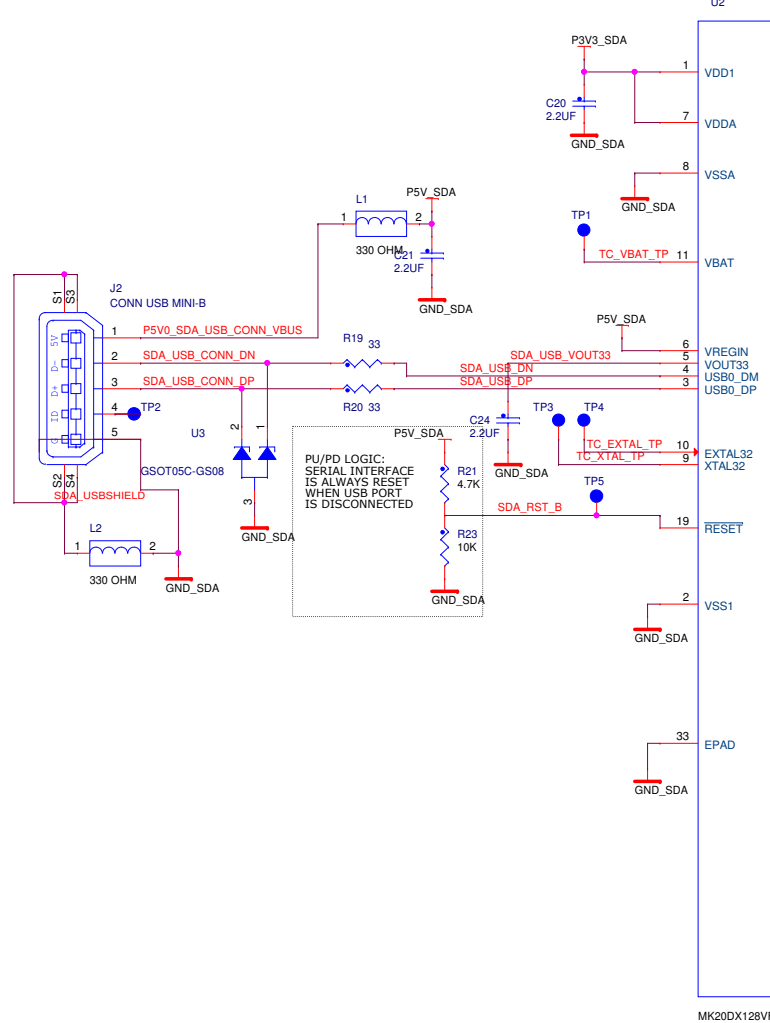 U2
P3V3_SDA
1 VDD1
C20
2.2UF
7 VDDA
GND_SDA
8 VSSA
GND_SDA
L1
P5V_SDA
1 2
330 OHM
C21
2.2UF
GND_SDA
TP1
TC_VBAT_TP 11 VBAT
J2
CONN USB MINI-B
S1 S3
5V
D-
D+
ID
G
S2 S4
1 P5V0_SDA_USB_CONN_VBUS
2 SDA_USB_CONN_DN
3 SDA_USB_CONN_DP
4 TP2
5
R19 33
R20 33
P5V_SDA
6 VREGIN
SDA_USB_VOUT33 5 VOUT33
SDA_USB_DN 4 USB0_DM
SDA_USB_DP 3 USB0_DP
C24
2.2UF
GND_SDA
TP3 TP4
TC_EXTAL_TP 10 EXTAL32
TC_XTAL_TP 9 XTAL32
U3
2 1
GSOT05C-GS08
3
GND_SDA
SDA_USBSHIELD
L2
1 2
330 OHM
GND_SDA
PU/PD LOGIC:
SERIAL INTERFACE
IS ALWAYS RESET
WHEN USB PORT
IS DISCONNECTED
P5V_SDA
R21
4.7K
R23
10K
GND_SDA
TP5
SDA_RST_B
19 RESET
2 VSS1
GND_SDA
33 EPAD
GND_SDA